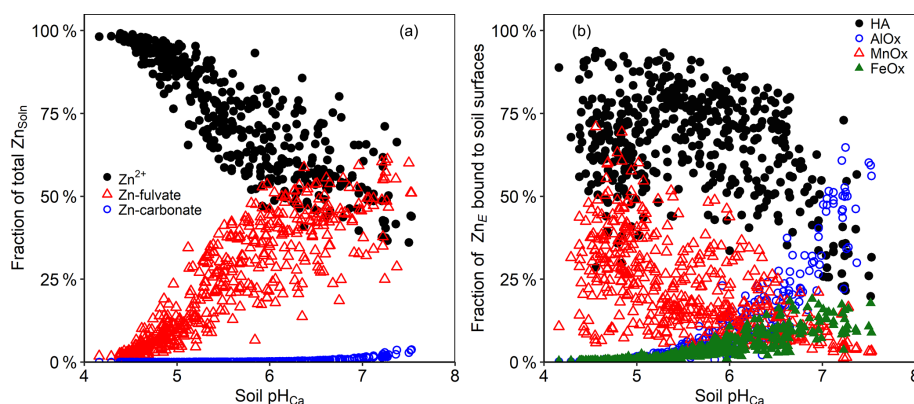 (a)
100 %
75%
50%
25%
0 %
Fraction of total Zn_Soln
Zn²⁺
Zn-fulvate
Zn-carbonate
4 5 6 7 8
Soil pH_Ca
(b)
HA
AlOx
MnOx
FeOx
100 %
75%
50%
25%
0 %
Fraction of Zn_E bound to soil surfaces
4 5 6 7 8
Soil pH_Ca